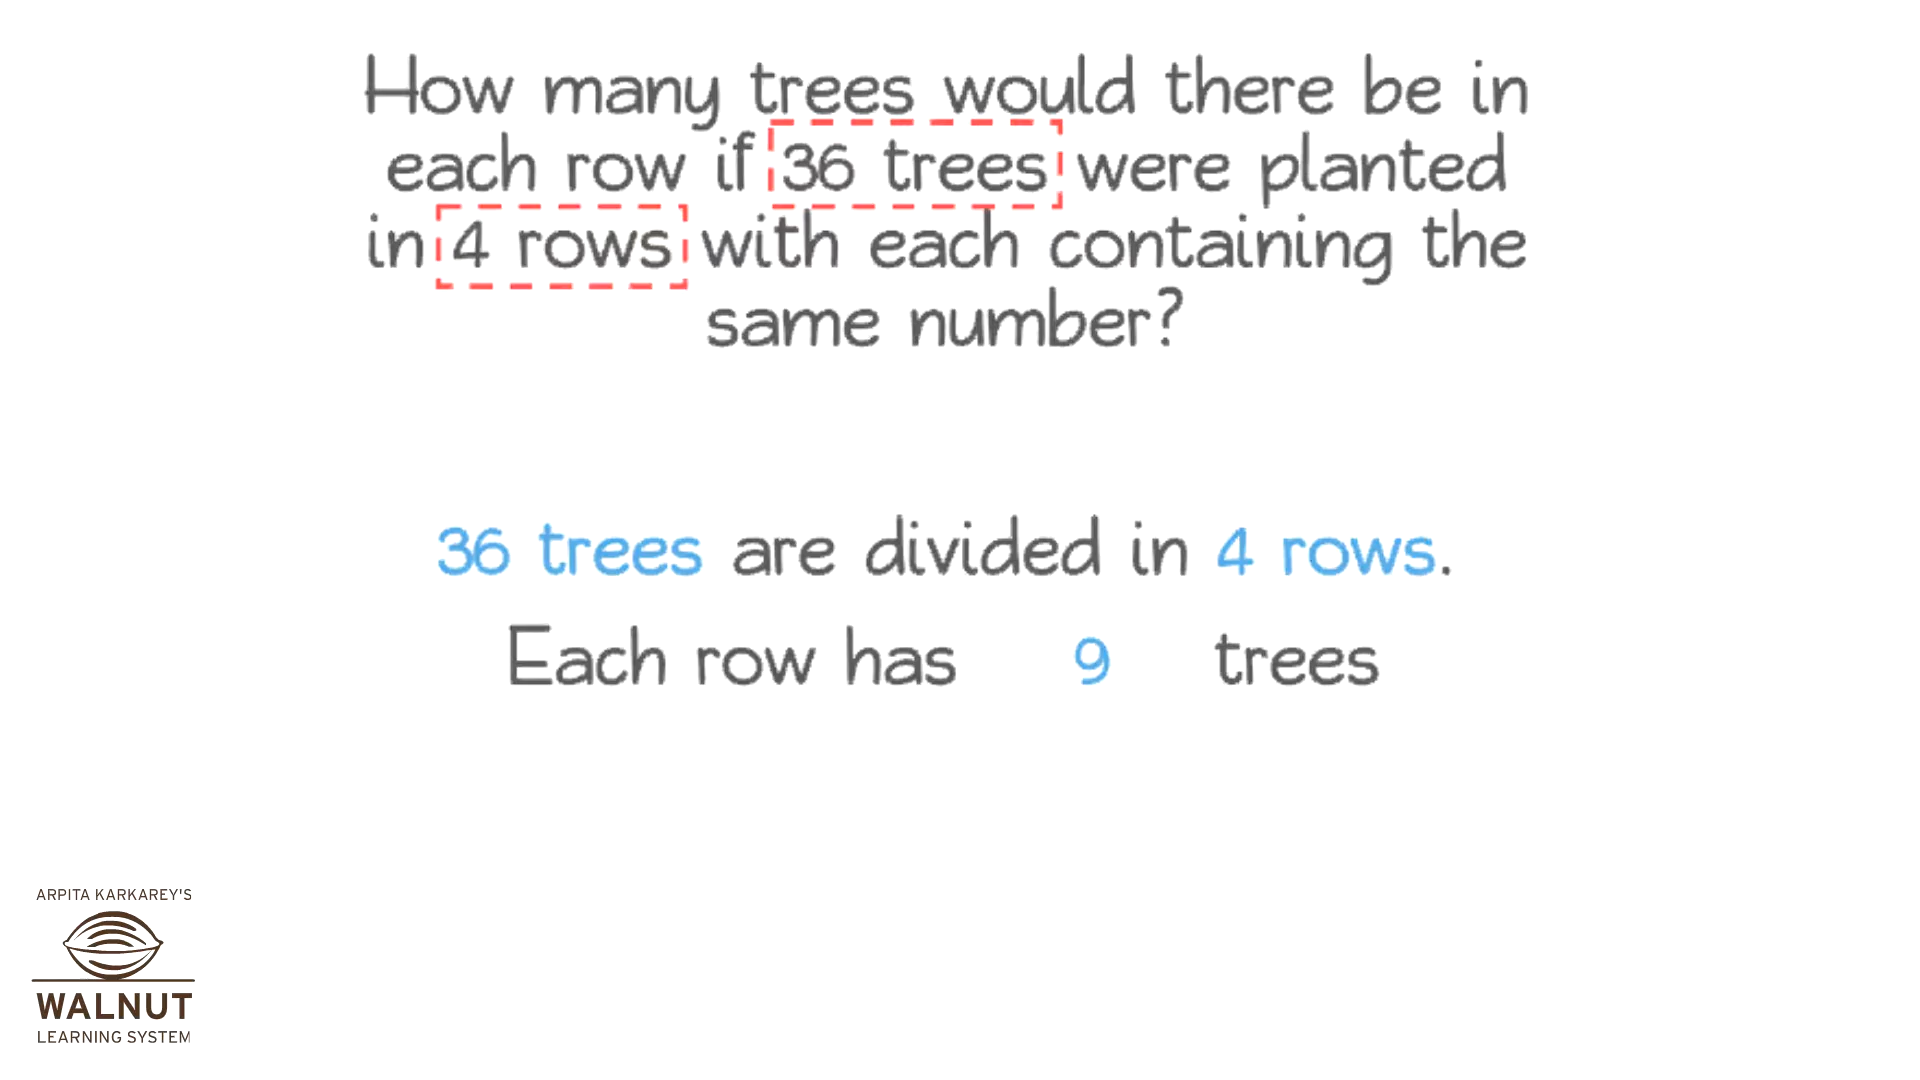 How many trees would there be in
each row if 36 trees were planted
in 4 rows with each containing the
same number?
36 trees are divided in 4 rows.
Each row has 9 trees
ARPITA KARKAREY'S
WALNUT
LEARNING SYSTEM